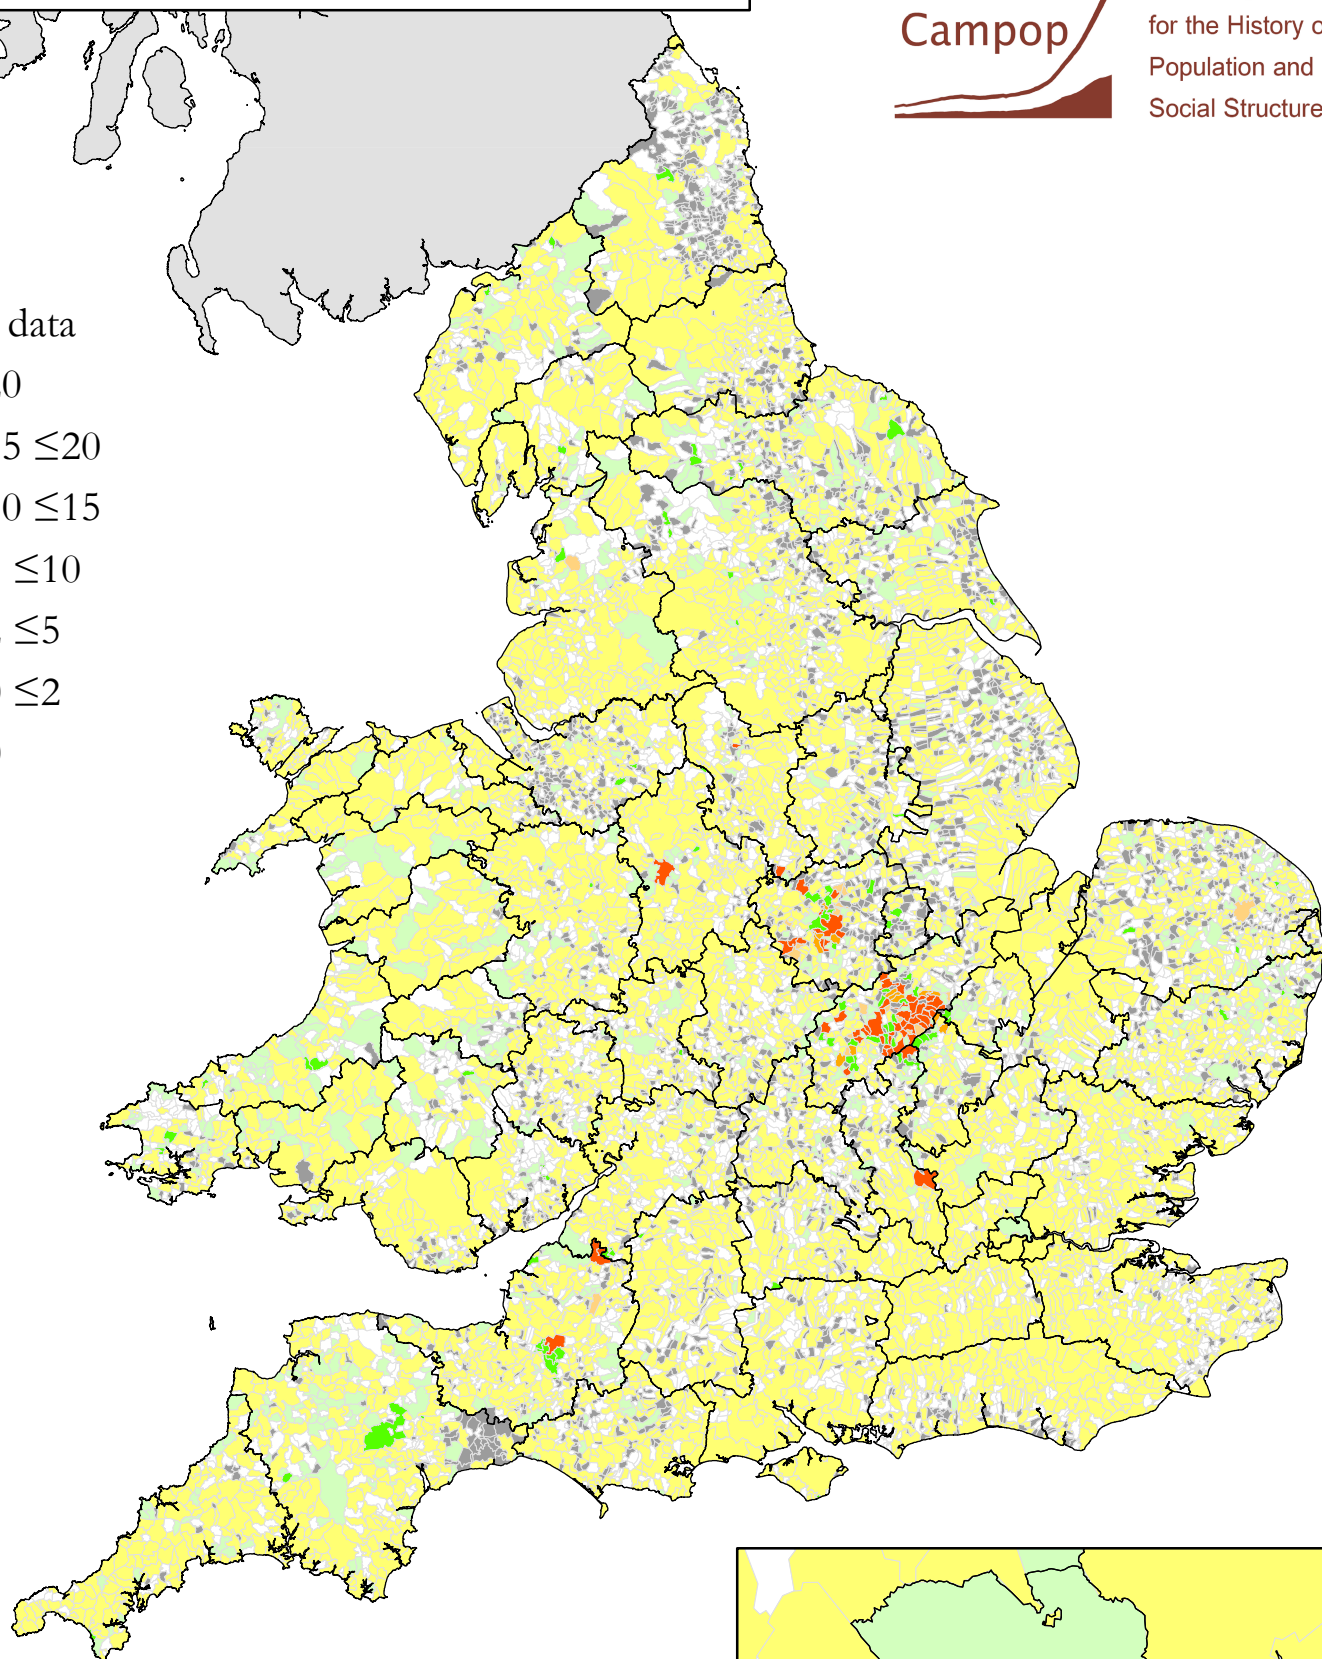 Campop
for the History o
Population and
Social Structure
data
0
5 ≤20
0 ≤15
≤10
≤5
≤2